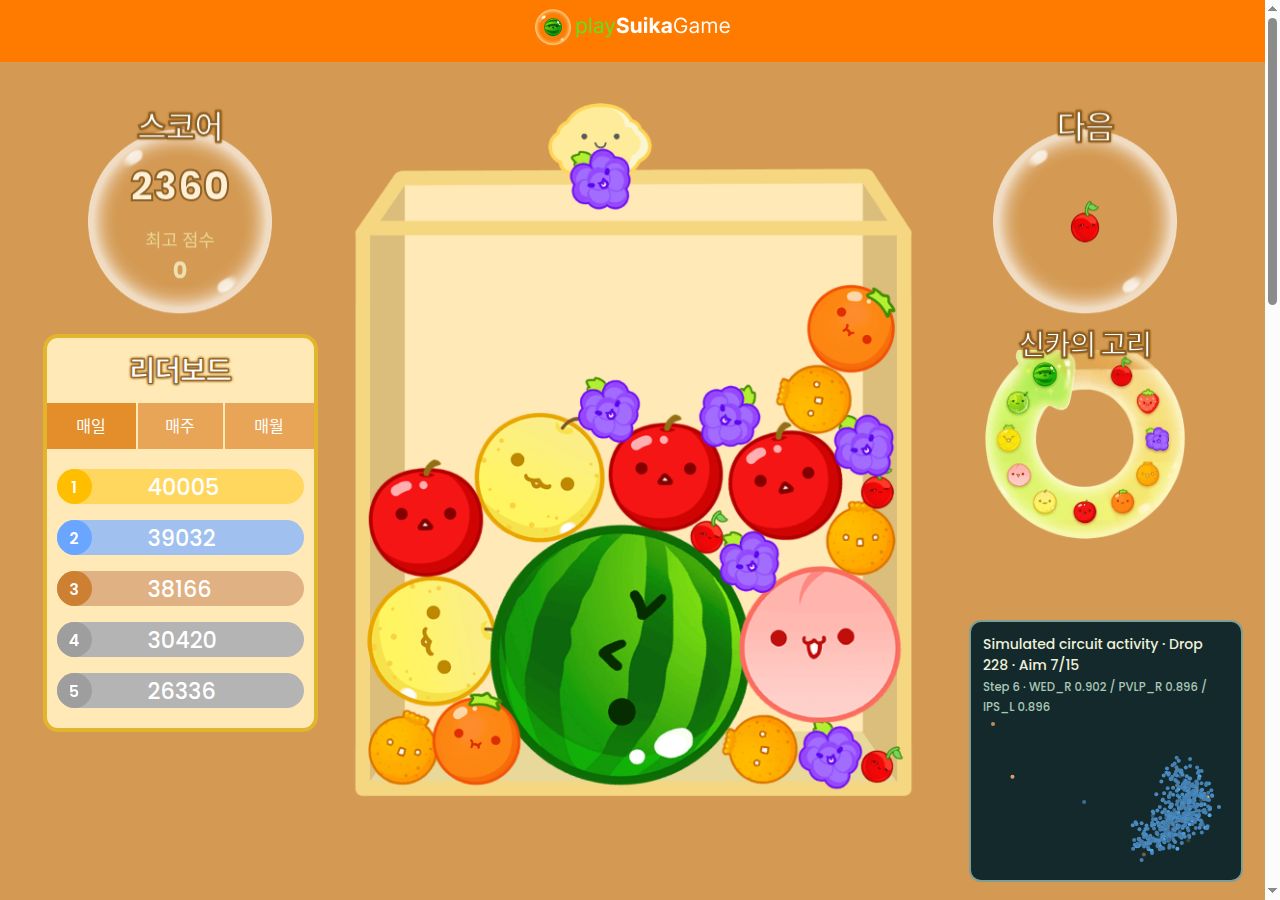 playSuikaGame
스코어
2360
최고 점수
0
리더보드
매일 매주 매월
1 40005
2 39032
3 38166
4 30420
5 26336
다음
신카의 고리
Simulated circuit activity · Drop
228 · Aim 7/15
Step 6 · WED_R 0.902 / PVLP_R 0.896 /
IPS_L 0.896